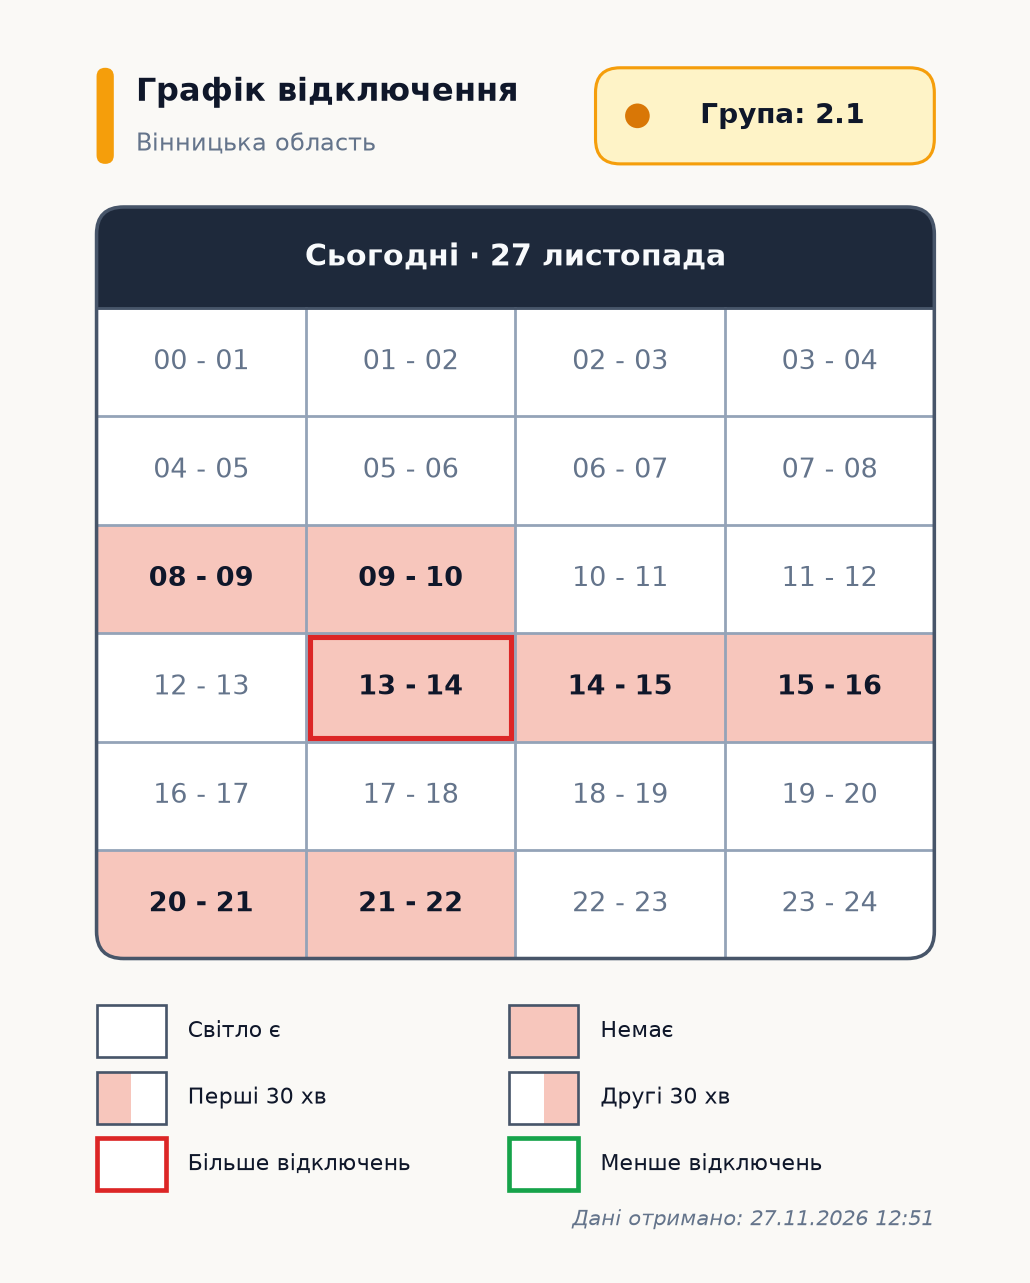 Графік відключення
Вінницька область
Група: 2.1
Сьогодні · 27 листопада
00 - 01 01 - 02 02 - 03 03 - 04
04 - 05 05 - 06 06 - 07 07 - 08
08 - 09 09 - 10 10 - 11 11 - 12
12 - 13 13 - 14 14 - 15 15 - 16
16 - 17 17 - 18 18 - 19 19 - 20
20 - 21 21 - 22 22 - 23 23 - 24
Світло є Немає
Перші 30 хв Другі 30 хв
Більше відключень Менше відключень
Дані отримано: 27.11.2026 12:51